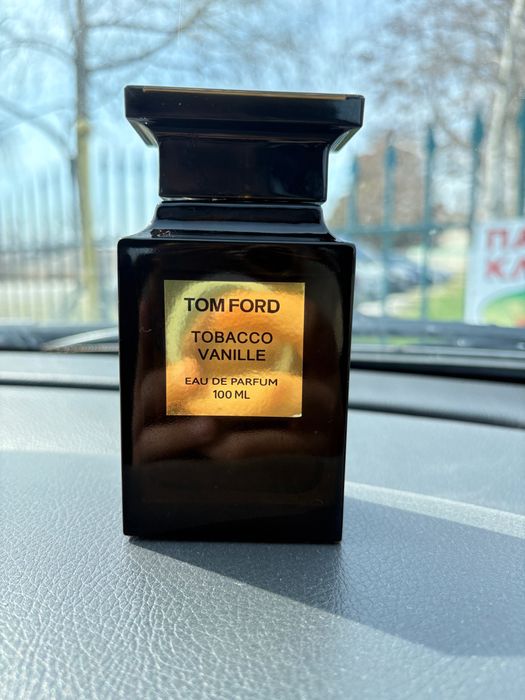 TOM FORD
TOBACCO
VANILLE
EAU DE PARFUM
100 ML